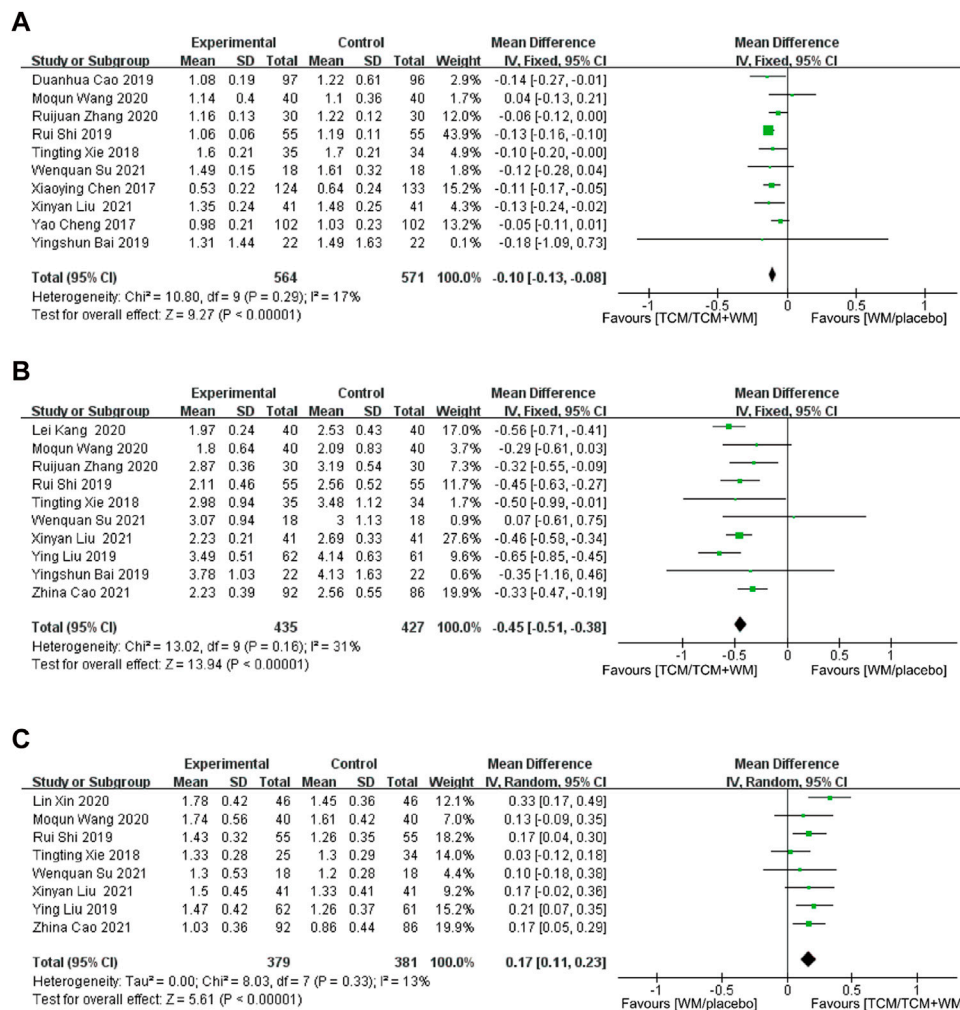 A
Experimental Control Mean Difference Mean Difference
Study or Subgroup Mean SD Total Mean SD Total Weight IV, Fixed, 95% CI IV, Fixed, 95% CI
Duanhua Cao 2019 1.08 0.19 97 1.22 0.61 96 2.9% -0.14 [-0.27, -0.01]
Moqun Wang 2020 1.14 0.4 40 1.1 0.36 40 1.7% 0.04 [-0.13, 0.21]
Ruijuan Zhang 2020 1.16 0.13 30 1.22 0.12 30 12.0% -0.06 [-0.12, 0.00]
Rui Shi 2019 1.06 0.06 55 1.19 0.11 55 43.9% -0.13 [-0.16, -0.10]
Tingting Xie 2018 1.6 0.21 35 1.7 0.21 34 4.9% -0.10 [-0.20, -0.00]
Wenquan Su 2021 1.49 0.15 18 1.61 0.32 18 1.8% -0.12 [-0.28, 0.04]
Xiaoying Chen 2017 0.53 0.22 124 0.64 0.24 133 15.2% -0.11 [-0.17, -0.05]
Xinyan Liu 2021 1.35 0.24 41 1.48 0.25 41 4.3% -0.13 [-0.24, -0.02]
Yao Cheng 2017 0.98 0.21 102 1.03 0.23 102 13.2% -0.05 [-0.11, 0.01]
Yingshun Bai 2019 1.31 1.44 22 1.49 1.63 22 0.1% -0.18 [-1.09, 0.73]
Total (95% CI) 564 571 100.0% -0.10 [-0.13, -0.08]
Heterogeneity: Chi² = 10.80, df = 9 (P = 0.29); I² = 17%
Test for overall effect: Z = 9.27 (P < 0.00001)
-1 -0.5 0 0.5 1
Favours [TCM/TCM+WM] Favours [WM/placebo]
B
Experimental Control Mean Difference Mean Difference
Study or Subgroup Mean SD Total Mean SD Total Weight IV, Fixed, 95% CI IV, Fixed, 95% CI
Lei Kang 2020 1.97 0.24 40 2.53 0.43 40 17.0% -0.56 [-0.71, -0.41]
Moqun Wang 2020 1.8 0.64 40 2.09 0.83 40 3.7% -0.29 [-0.61, 0.03]
Ruijuan Zhang 2020 2.87 0.36 30 3.19 0.54 30 7.3% -0.32 [-0.55, -0.09]
Rui Shi 2019 2.11 0.46 55 2.56 0.52 55 11.7% -0.45 [-0.63, -0.27]
Tingting Xie 2018 2.98 0.94 35 3.48 1.12 34 1.7% -0.50 [-0.99, -0.01]
Wenquan Su 2021 3.07 0.94 18 3 1.13 18 0.9% 0.07 [-0.61, 0.75]
Xinyan Liu 2021 2.23 0.21 41 2.69 0.33 41 27.6% -0.46 [-0.58, -0.34]
Ying Liu 2019 3.49 0.51 62 4.14 0.63 61 9.6% -0.65 [-0.85, -0.45]
Yingshun Bai 2019 3.78 1.03 22 4.13 1.63 22 0.6% -0.35 [-1.16, 0.46]
Zhina Cao 2021 2.23 0.39 92 2.56 0.55 86 19.9% -0.33 [-0.47, -0.19]
Total (95% CI) 435 427 100.0% -0.45 [-0.51, -0.38]
Heterogeneity: Chi² = 13.02, df = 9 (P = 0.16); I² = 31%
Test for overall effect: Z = 13.94 (P < 0.00001)
-1 -0.5 0 0.5 1
Favours [TCM/TCM+WM] Favours [WM/placebo]
C
Experimental Control Mean Difference Mean Difference
Study or Subgroup Mean SD Total Mean SD Total Weight IV, Random, 95% CI IV, Random, 95% CI
Lin Xin 2020 1.78 0.42 46 1.45 0.36 46 12.1% 0.33 [0.17, 0.49]
Moqun Wang 2020 1.74 0.56 40 1.61 0.42 40 7.0% 0.13 [-0.09, 0.35]
Rui Shi 2019 1.43 0.32 55 1.26 0.35 55 18.2% 0.17 [0.04, 0.30]
Tingting Xie 2018 1.33 0.28 25 1.3 0.29 34 14.0% 0.03 [-0.12, 0.18]
Wenquan Su 2021 1.3 0.53 18 1.2 0.28 18 4.4% 0.10 [-0.18, 0.38]
Xinyan Liu 2021 1.5 0.45 41 1.33 0.41 41 9.2% 0.17 [-0.02, 0.36]
Ying Liu 2019 1.47 0.42 62 1.26 0.37 61 15.2% 0.21 [0.07, 0.35]
Zhina Cao 2021 1.03 0.36 92 0.86 0.44 86 19.9% 0.17 [0.05, 0.29]
Total (95% CI) 379 381 100.0% 0.17 [0.11, 0.23]
Heterogeneity: Tau² = 0.00; Chi² = 8.03, df = 7 (P = 0.33); I² = 13%
Test for overall effect: Z = 5.61 (P < 0.00001)
-1 -0.5 0 0.5 1
Favours [WM/placebo] Favours [TCM/TCM+WM]